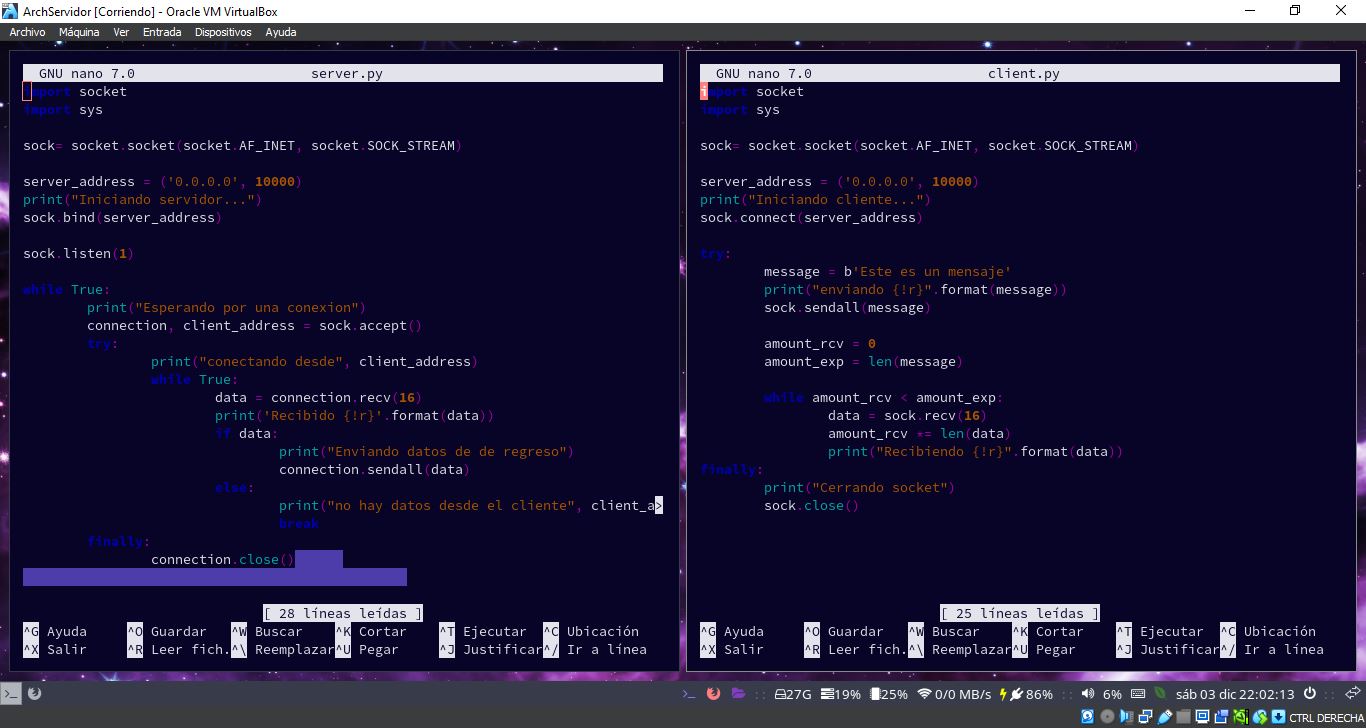 ArchServidor [Corriendo] - Oracle VM VirtualBox
Archivo Máquina Ver Entrada Dispositivos Ayuda
GNU nano 7.0 server.py
import socket
import sys
sock= socket.socket(socket.AF_INET, socket.SOCK_STREAM)
server_address = ('0.0.0.0', 10000)
print("Iniciando servidor...")
sock.bind(server_address)
sock.listen(1)
while True:
print("Esperando por una conexion")
connection, client_address = sock.accept()
try:
print("conectando desde", client_address)
while True:
data = connection.recv(16)
print('Recibido {!r}'.format(data))
if data:
print("Enviando datos de de regreso")
connection.sendall(data)
else:
print("no hay datos desde el cliente", client_a>
break
finally:
connection.close()
[ 28 líneas leídas ]
^G Ayuda ^O Guardar ^W Buscar ^K Cortar ^T Ejecutar ^C Ubicación
^X Salir ^R Leer fich. ^\ Reemplazar ^U Pegar ^J Justificar ^/ Ir a línea
GNU nano 7.0 client.py
import socket
import sys
sock= socket.socket(socket.AF_INET, socket.SOCK_STREAM)
server_address = ('0.0.0.0', 10000)
print("Iniciando cliente...")
sock.connect(server_address)
try:
message = b'Este es un mensaje'
print("enviando {!r}".format(message))
sock.sendall(message)
amount_rcv = 0
amount_exp = len(message)
while amount_rcv < amount_exp:
data = sock.recv(16)
amount_rcv += len(data)
print("Recibiendo {!r}".format(data))
finally:
print("Cerrando socket")
sock.close()
[ 25 líneas leídas ]
^G Ayuda ^O Guardar ^W Buscar ^K Cortar ^T Ejecutar ^C Ubicación
^X Salir ^R Leer fich. ^\ Reemplazar ^U Pegar ^J Justificar ^/ Ir a línea
27G 19% 25% 0/0 MB/s 86% 6% sáb 03 dic 22:02:13
CTRL DERECHA